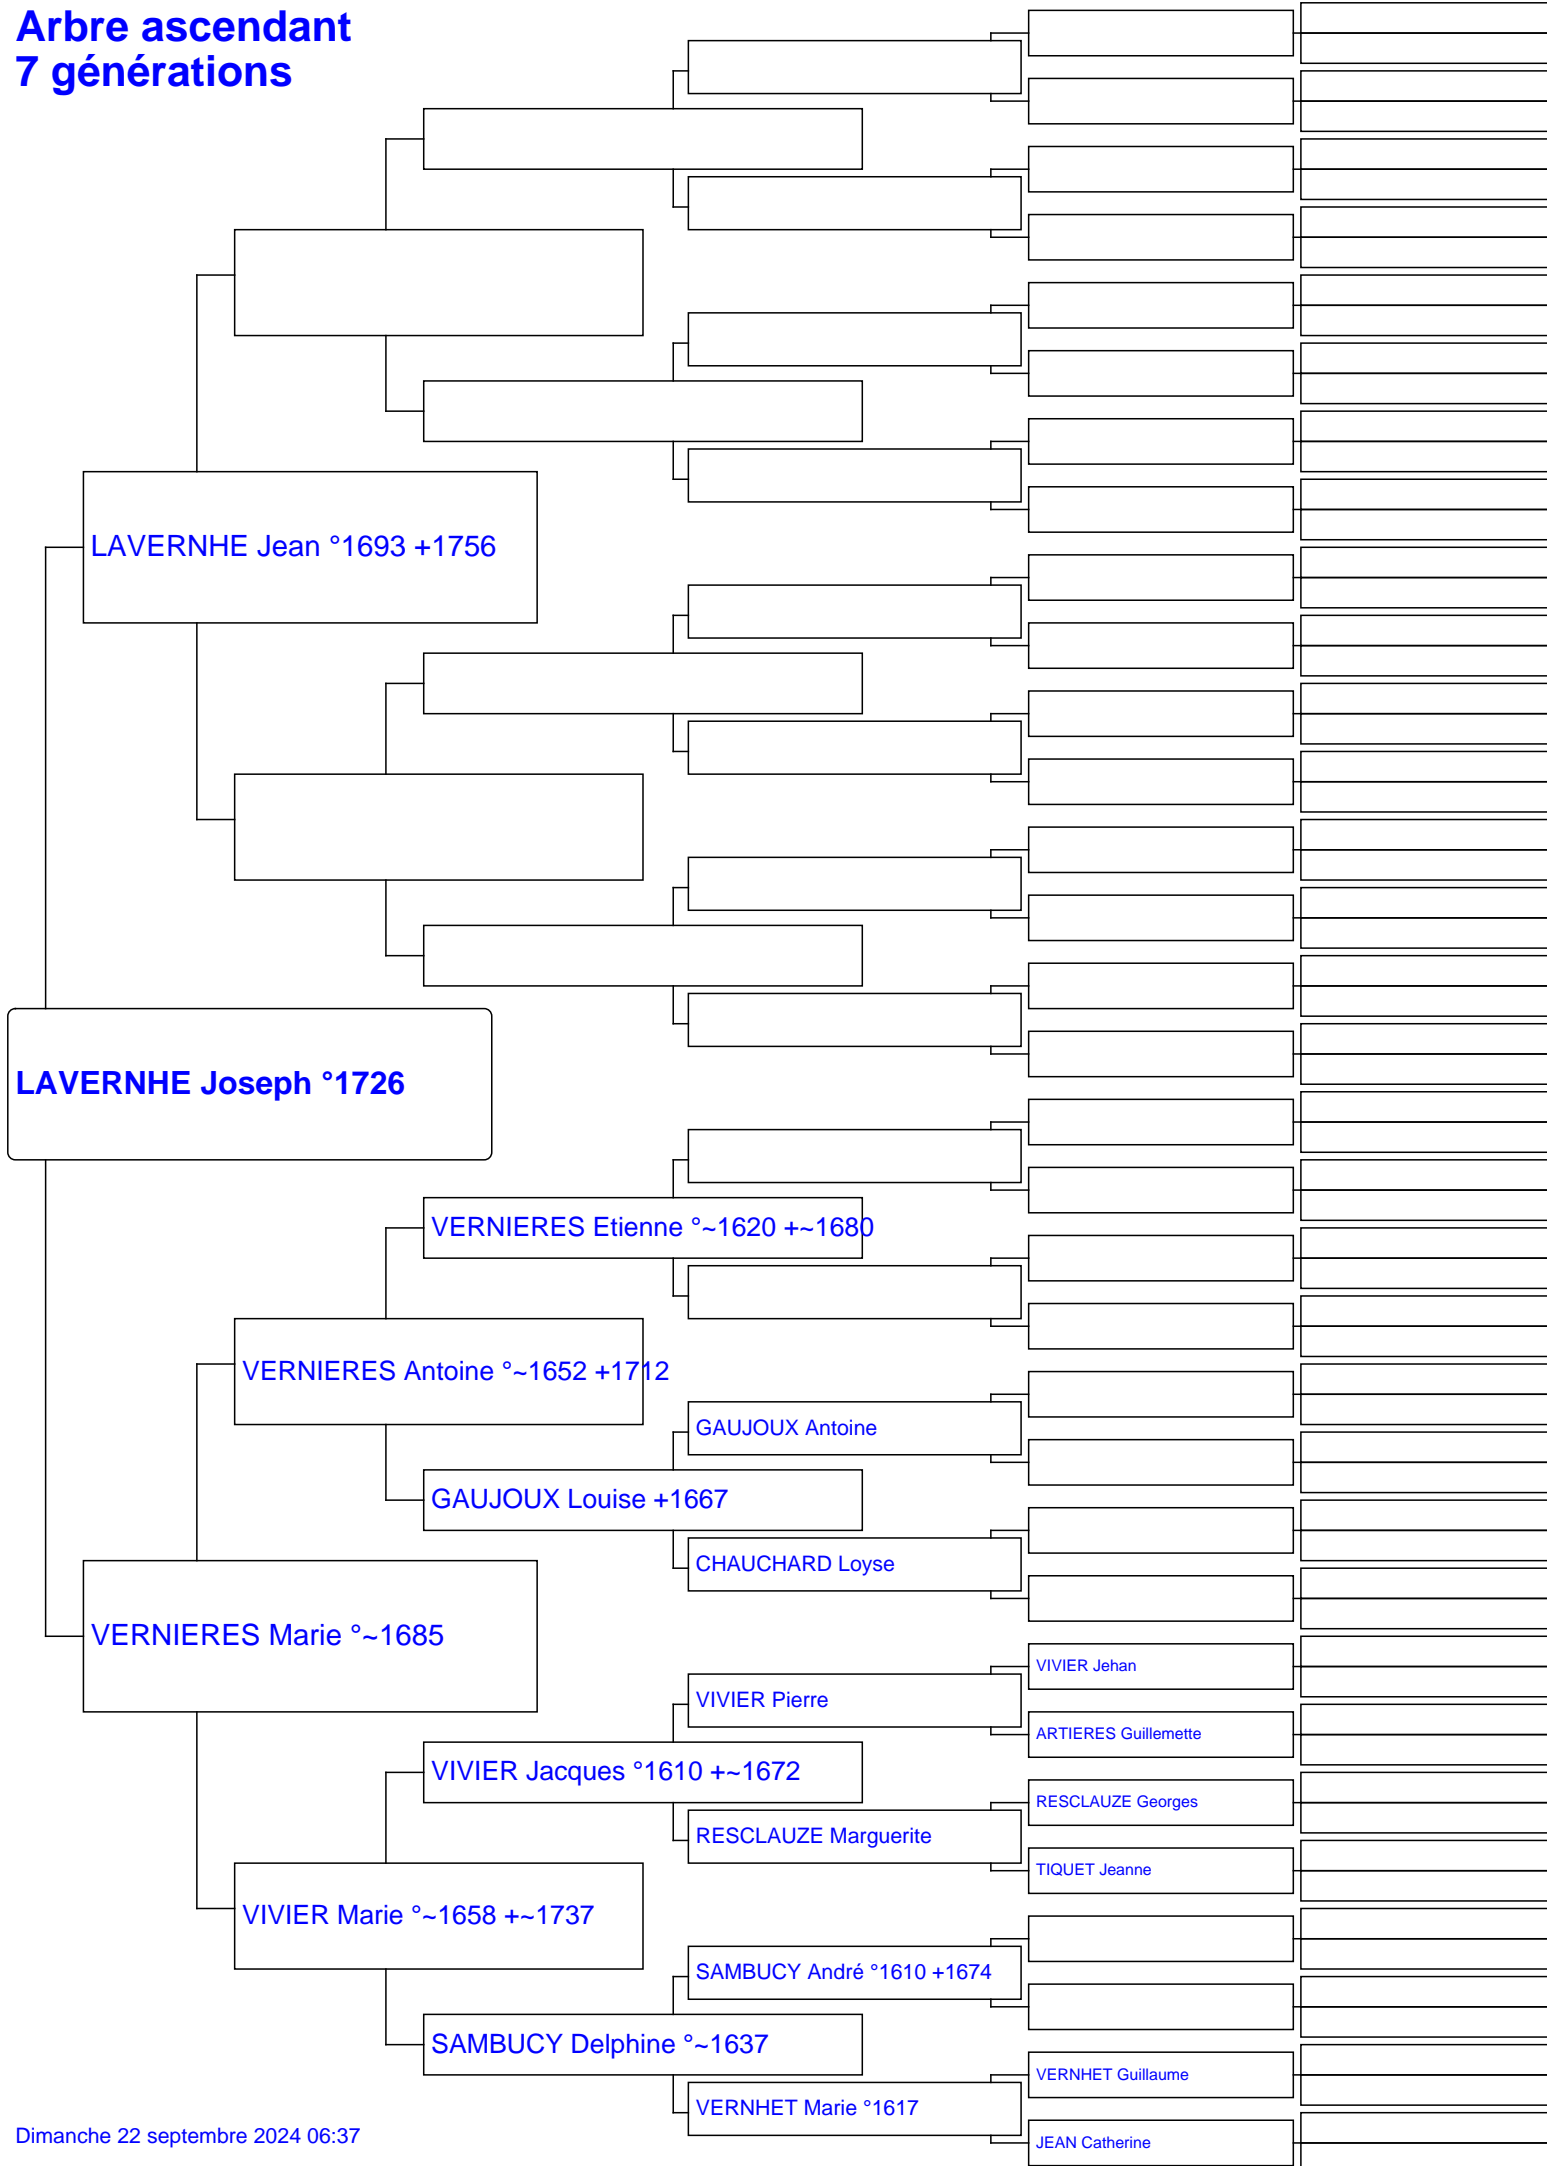 Arbre ascendant
7 générations
LAVERNHE Jean °1693 +1756
LAVERNHE Joseph °1726
VERNIERES Etienne °~1620 +~1680
VERNIERES Antoine °~1652 +1712
GAUJOUX Antoine
GAUJOUX Louise +1667
CHAUCHARD Loyse
VERNIERES Marie °~1685
VIVIER Jehan
VIVIER Pierre
ARTIERES Guillemette
VIVIER Jacques °1610 +~1672
RESCLAUZE Georges
RESCLAUZE Marguerite
TIQUET Jeanne
VIVIER Marie °~1658 +~1737
SAMBUCY André °1610 +1674
SAMBUCY Delphine °~1637
VERNHET Guillaume
VERNHET Marie °1617
JEAN Catherine
Dimanche 22 septembre 2024 06:37